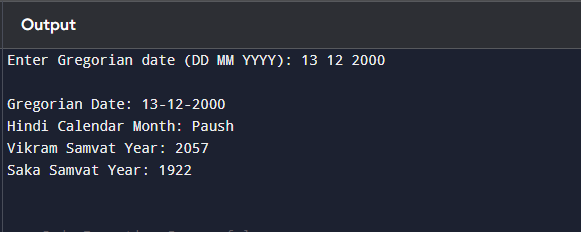 Output
Enter Gregorian date (DD MM YYYY): 13 12 2000
Gregorian Date: 13-12-2000
Hindi Calendar Month: Paush
Vikram Samvat Year: 2057
Saka Samvat Year: 1922